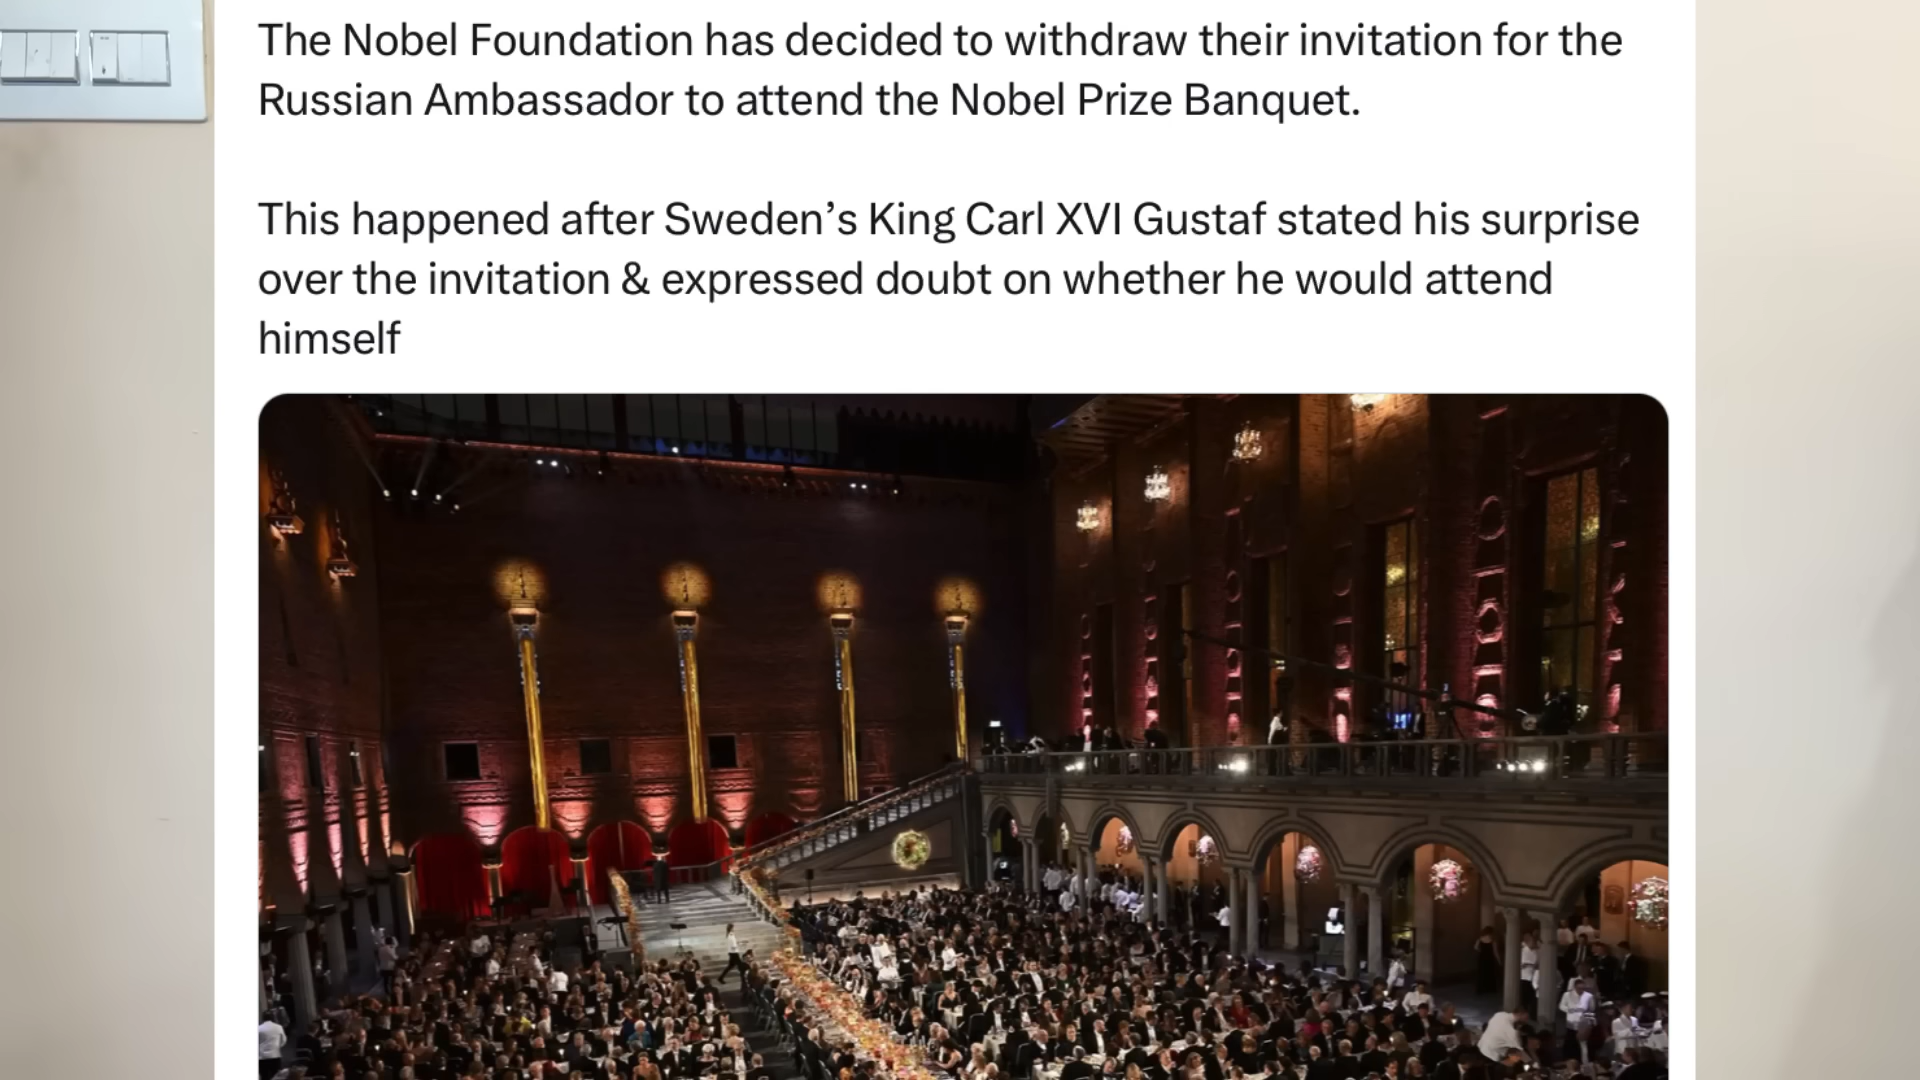 The Nobel Foundation has decided to withdraw their invitation for the
Russian Ambassador to attend the Nobel Prize Banquet.
This happened after Sweden’s King Carl XVI Gustaf stated his surprise
over the invitation & expressed doubt on whether he would attend
himself